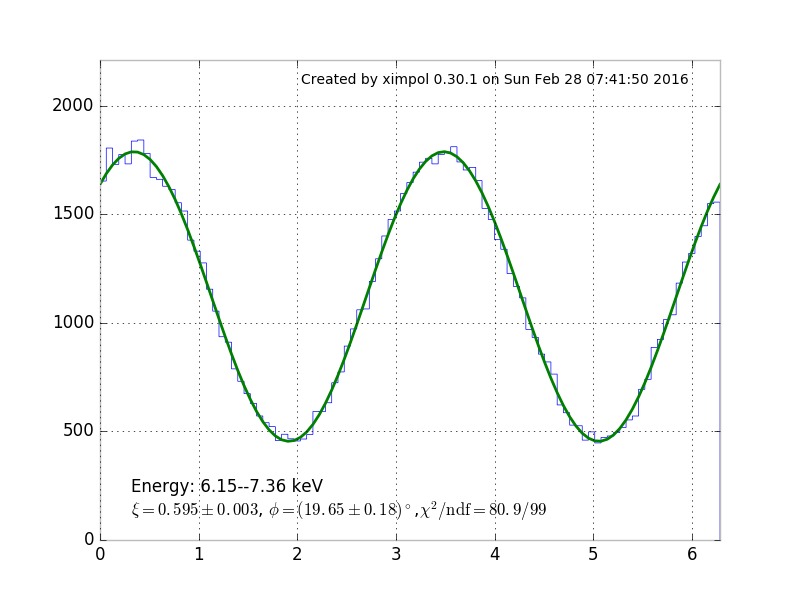 Created by ximpol 0.30.1 on Sun Feb 28 07:41:50 2016
2000
1500
1000
500
0
Energy: 6.15--7.36 keV
ξ = 0.595 ± 0.003, ϕ = (19.65 ± 0.18)°, χ²/ndf = 80.9/99
0 1 2 3 4 5 6